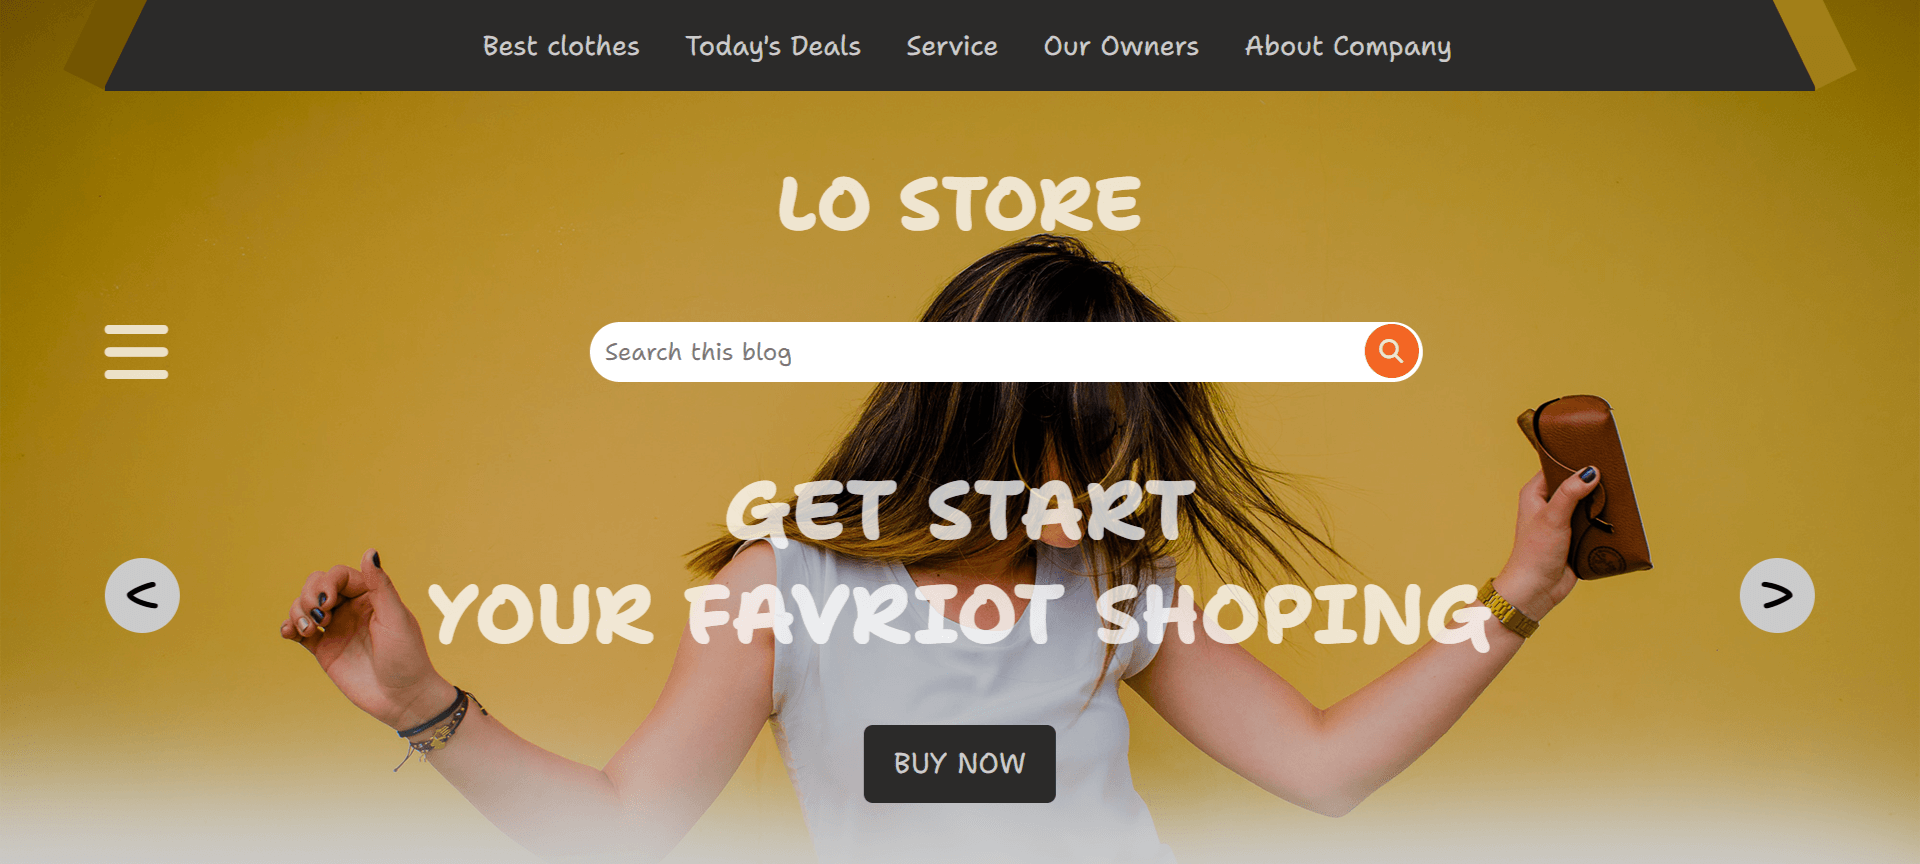 Best clothes Today's Deals Service Our Owners About Company
LO STORE
Search this blog
GET START
YOUR FAVRIOT SHOPING
< >
BUY NOW